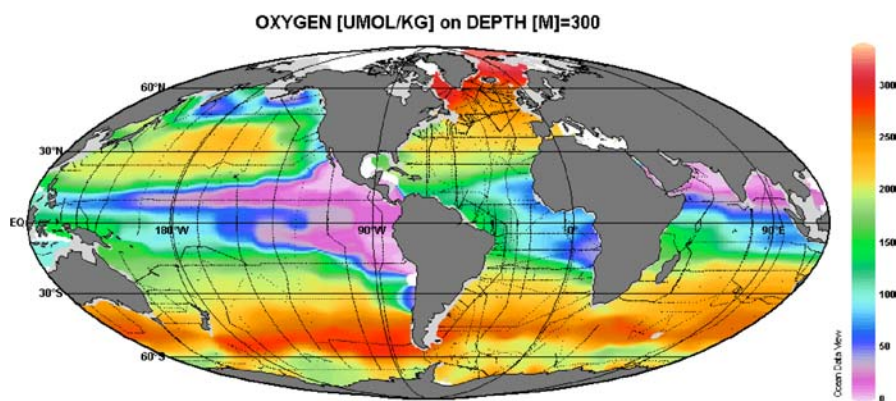 OXYGEN [UMOL/KG] on DEPTH [M]=300
60°N
30°N
EQ
180°W
90°W
0°
90°E
30°S
60°S
300
250
200
150
100
50
0
Ocean Data View